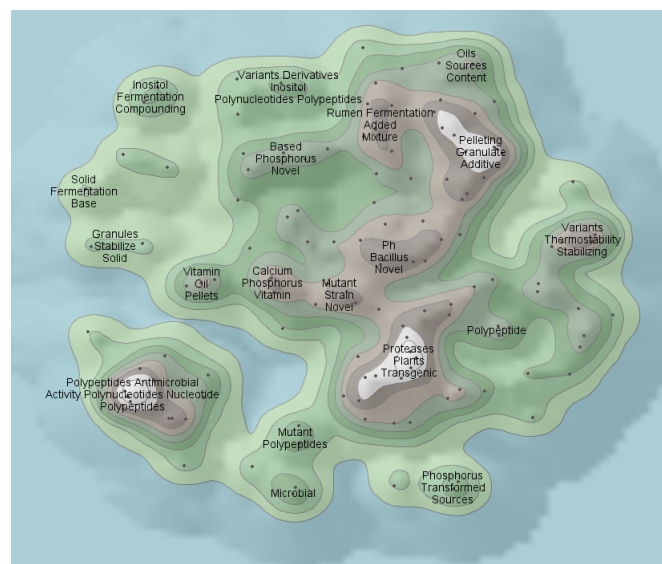 Oils
Sources
Content
Variants Derivatives
Inositol
Polynucleotides Polypeptides
Inositol
Fermentation
Compounding
Rumen Fermentation
Added
Mixture
Pelleting
Granulate
Additive
Based
Phosphorus
Novel
Solid
Fermentation
Base
Granules
Stabilize
Solid
Variants
Thermostability
Stabilizing
Ph
Bacillus
Novel
Vitamin
Oil
Pellets
Calcium
Phosphorus
Vitamin
Mutant
Strain
Novel
Polypeptide
Proteases
Plants
Transgenic
Polypeptides Antimicrobial
Activity Polynucleotides Nucleotide
Polypeptides
Mutant
Polypeptides
Microbial
Phosphorus
Transformed
Sources